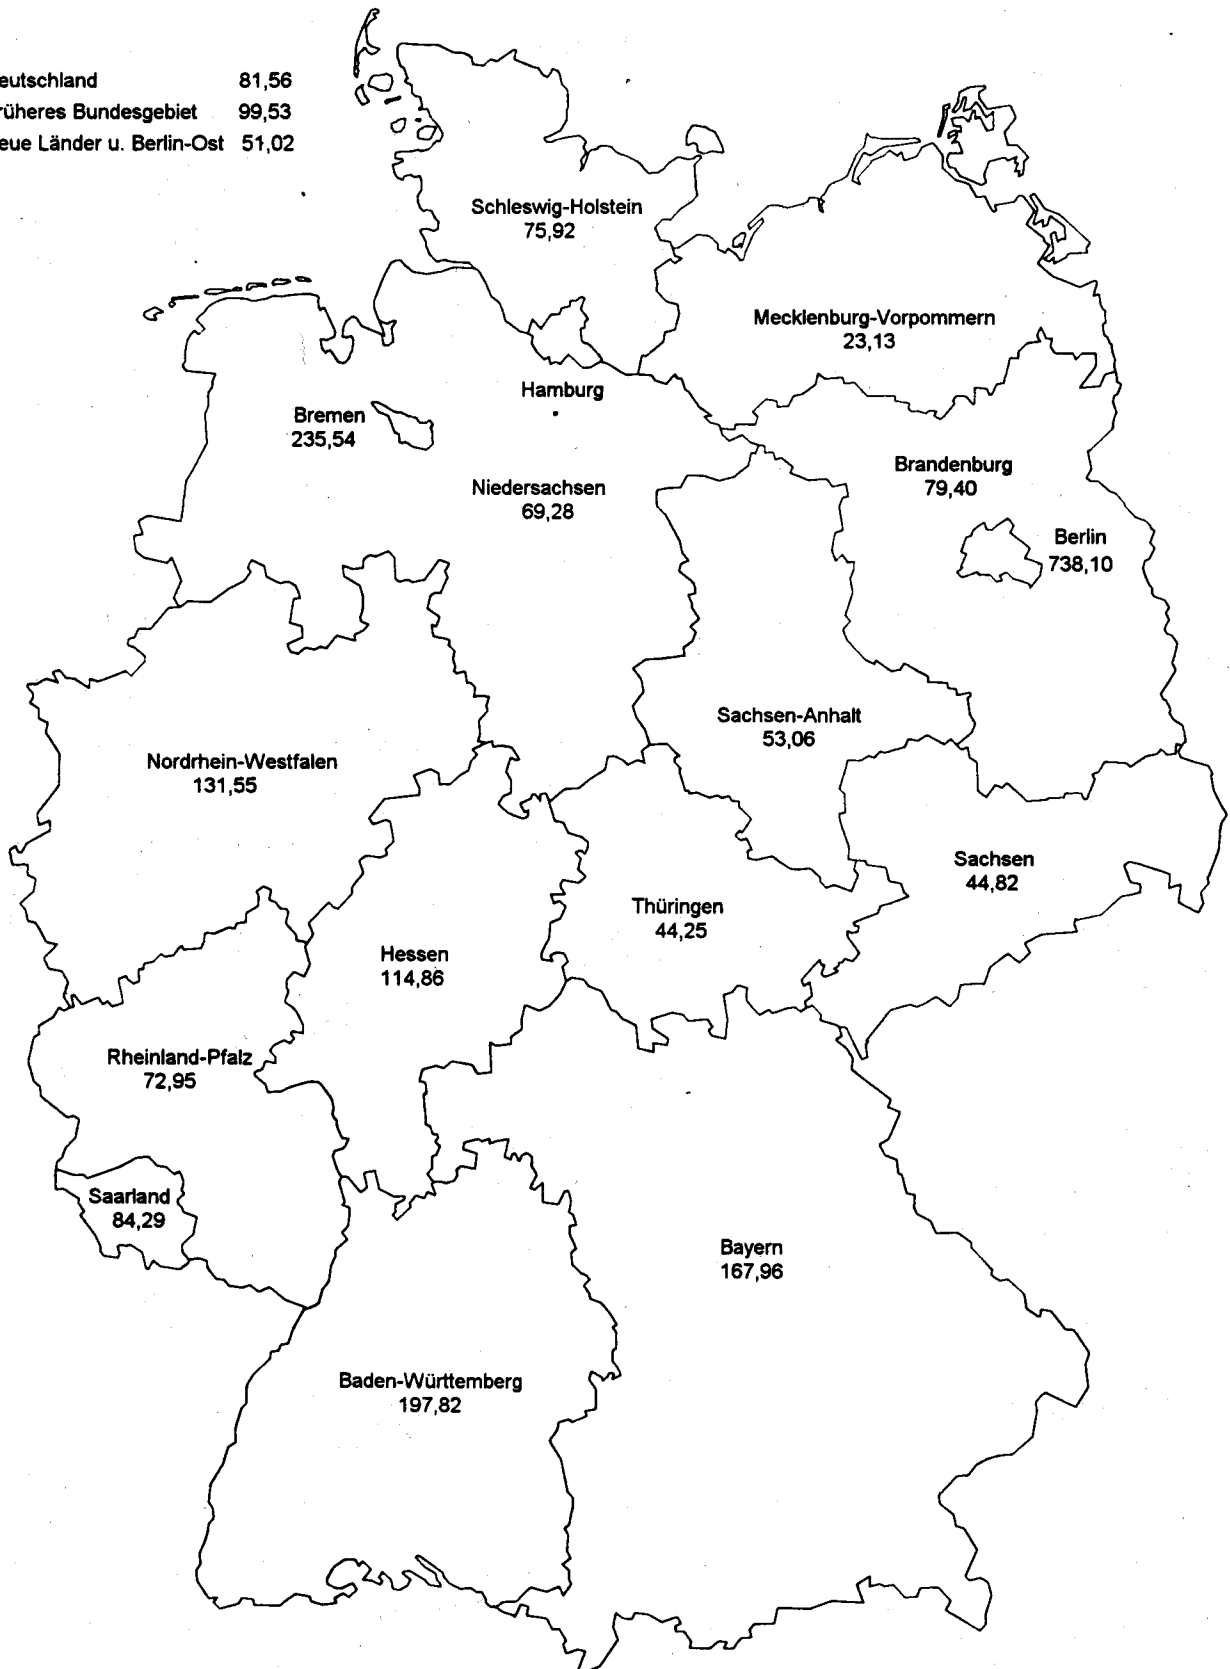 eutschland 81,56
rüheres Bundesgebiet 99,53
eue Länder u. Berlin-Ost 51,02
Schleswig-Holstein
75,92
Mecklenburg-Vorpommern
23,13
Hamburg
Bremen
235,54
Brandenburg
79,40
Niedersachsen
69,28
Berlin
738,10
Sachsen-Anhalt
53,06
Nordrhein-Westfalen
131,55
Sachsen
44,82
Thüringen
44,25
Hessen
114,86
Rheinland-Pfalz
72,95
Saarland
84,29
Bayern
167,96
Baden-Württemberg
197,82